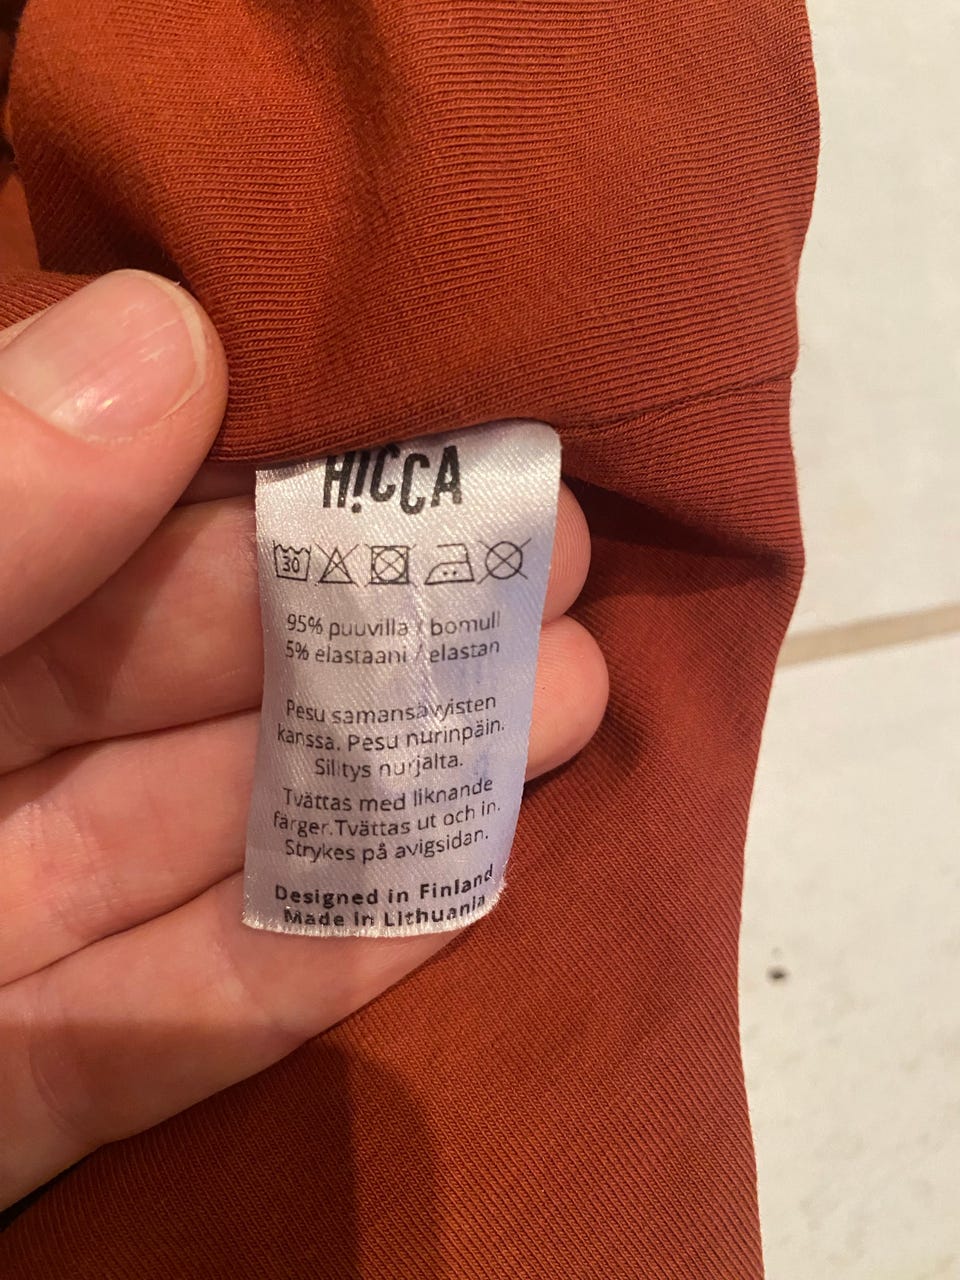 H!CCA
30
95% puuvilla / bomull
5% elastaani / elastan
Pesu samansävyisten
kanssa. Pesu nurinpäin.
Silitys nurjalta.
Tvättas med liknande
färger.Tvättas ut och in.
Strykes på avigsidan.
Designed in Finland
Made in Lithuania